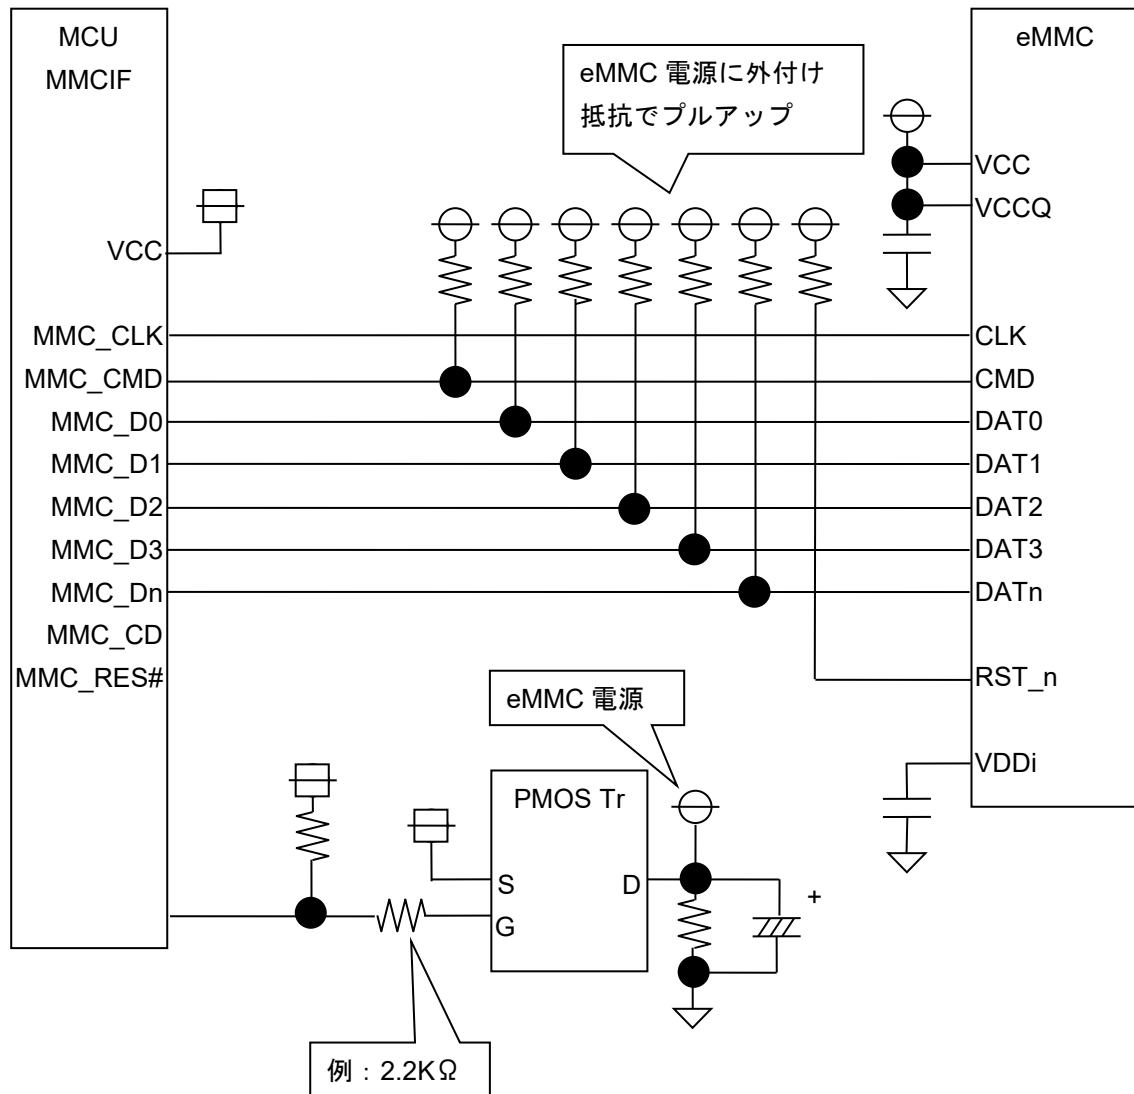 MCU
MMCIF
VCC
MMC_CLK
MMC_CMD
MMC_D0
MMC_D1
MMC_D2
MMC_D3
MMC_Dn
MMC_CD
MMC_RES#
eMMC 電源に外付け
抵抗でプルアップ
eMMC
VCC
VCCQ
CLK
CMD
DAT0
DAT1
DAT2
DAT3
DATn
RST_n
VDDi
eMMC 電源
PMOS Tr
S
D
G
+
例：2.2KΩ